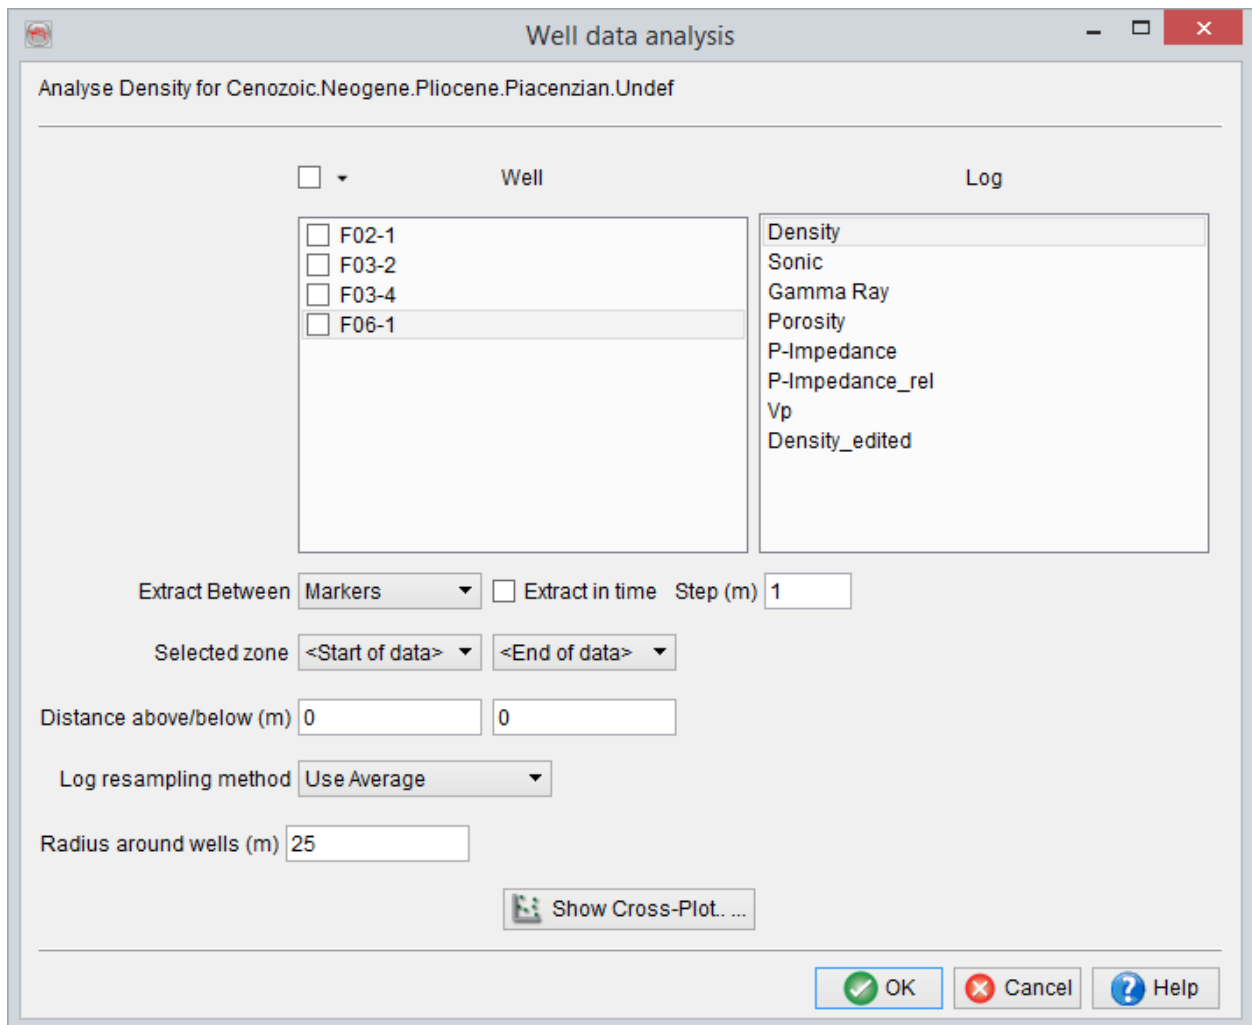 Well data analysis
Analyse Density for Cenozoic.Neogene.Pliocene.Piacenzian.Undef
Well Log
F02-1
F03-2
F03-4
F06-1
Density
Sonic
Gamma Ray
Porosity
P-Impedance
P-Impedance_rel
Vp
Density_edited
Extract Between Markers Extract in time Step (m) 1
Selected zone <Start of data> <End of data>
Distance above/below (m) 0 0
Log resampling method Use Average
Radius around wells (m) 25
Show Cross-Plot.. ...
OK Cancel ? Help